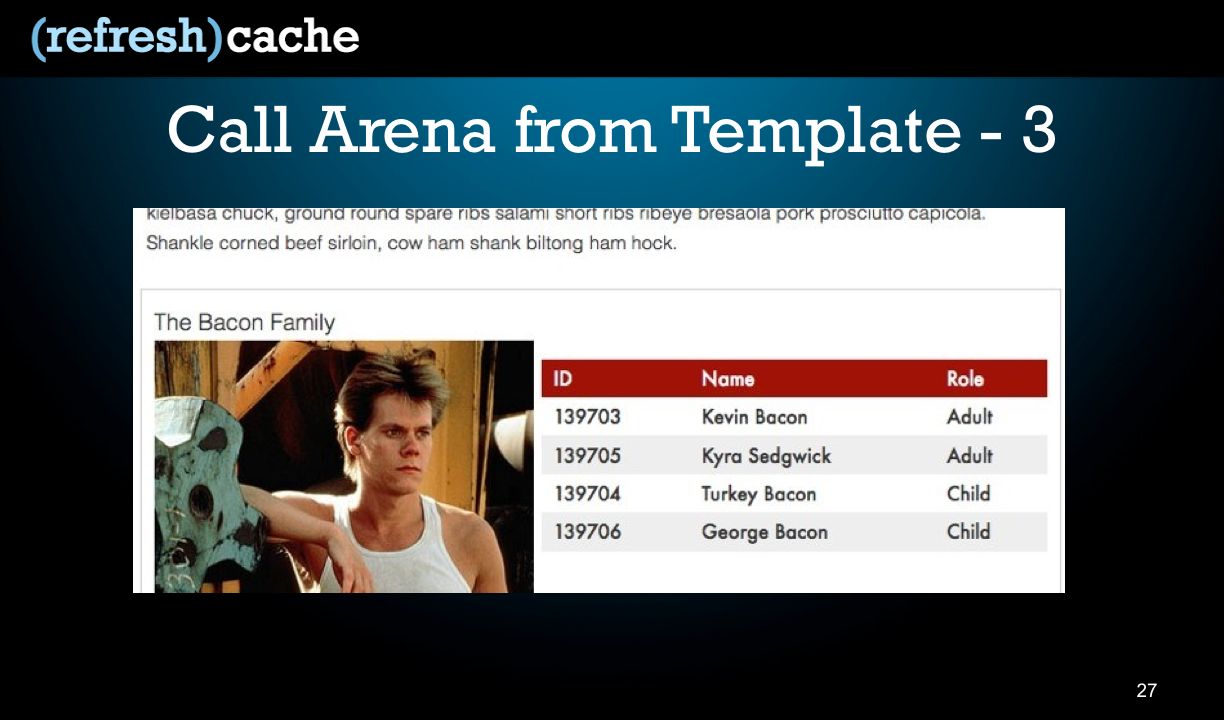 (refresh)cache
Call Arena from Template - 3
kielbasa chuck, ground round spare ribs salami short ribs ribeye bresaola pork prosciutto capicola.
Shankle corned beef sirloin, cow ham shank biltong ham hock.
The Bacon Family
ID Name Role
139703 Kevin Bacon Adult
139705 Kyra Sedgwick Adult
139704 Turkey Bacon Child
139706 George Bacon Child
27